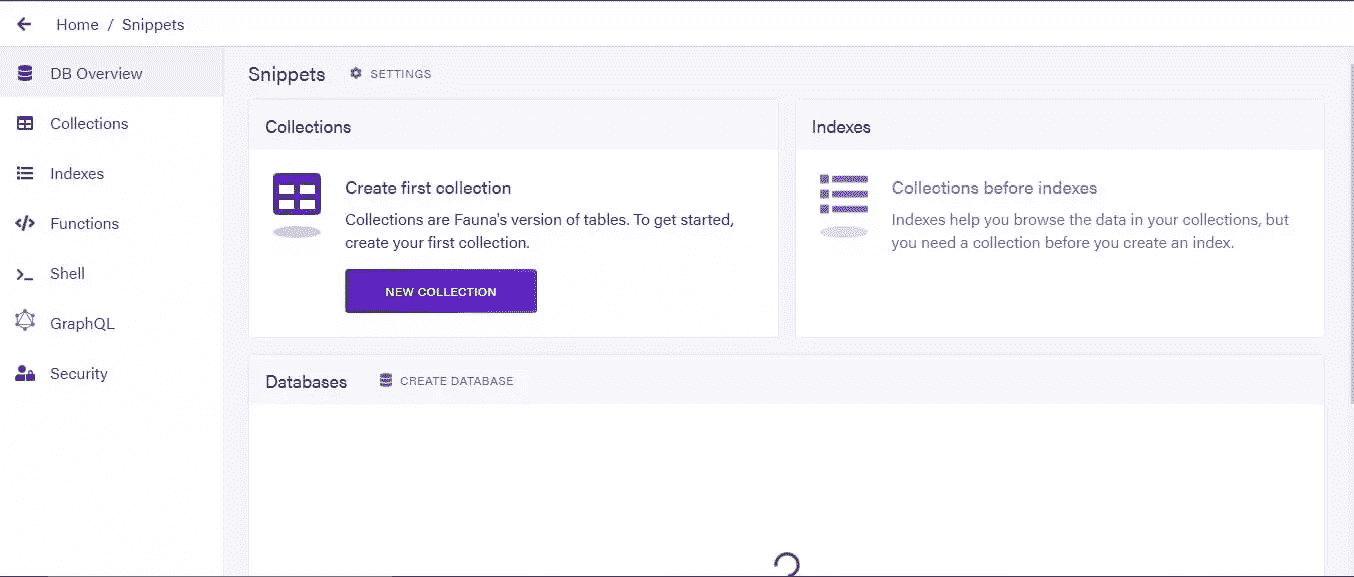 Home / Snippets
DB Overview
Collections
Indexes
Functions
Shell
GraphQL
Security
Snippets SETTINGS
Collections
Create first collection
Collections are Fauna's version of tables. To get started,
create your first collection.
NEW COLLECTION
Indexes
Collections before indexes
Indexes help you browse the data in your collections, but
you need a collection before you create an index.
Databases CREATE DATABASE